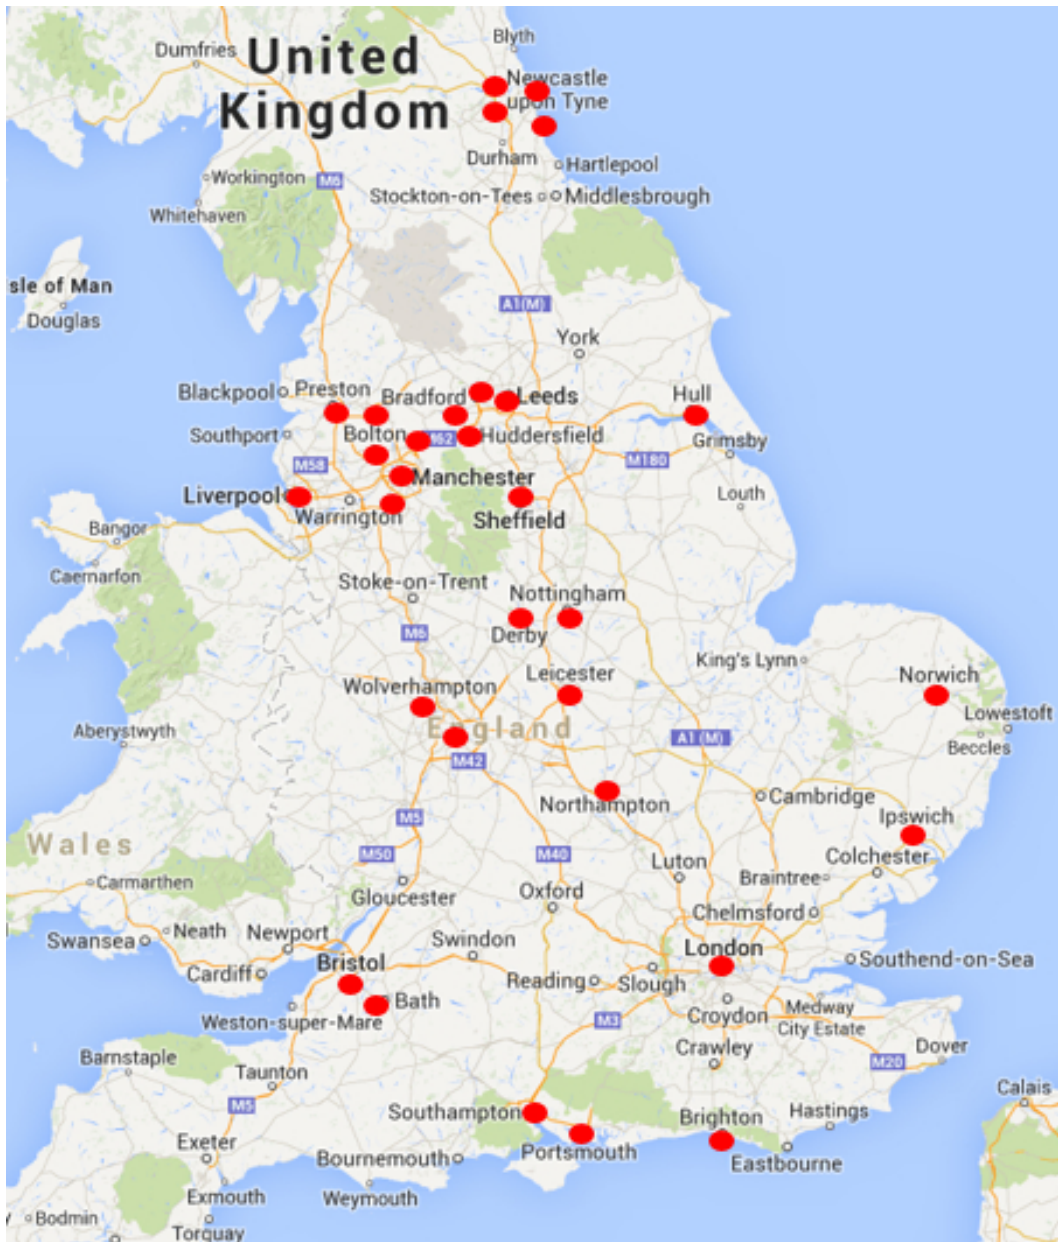 Blyth
Dumfries
United
Kingdom
Newcastle
upon Tyne
Durham
Hartlepool
Workington
M6
Stockton-on-Tees
Middlesbrough
Whitehaven
sle of Man
Douglas
A1(M)
York
Blackpool
Preston
Bradford
Leeds
Hull
Southport
Bolton
M62
Huddersfield
Grimsby
M58
M180
Manchester
Liverpool
Warrington
Louth
Sheffield
Bangor
Caernarfon
Stoke-on-Trent
Nottingham
M6
Derby
King's Lynn
Leicester
Norwich
Wolverhampton
Lowestoft
Aberystwyth
England
A1 (M)
Beccles
M42
Northampton
Cambridge
Ipswich
M5
Wales
M50
M40
Luton
Colchester
Carmarthen
Gloucester
Oxford
Braintree
Chelmsford
Neath
Newport
Swansea
Swindon
London
Bristol
Southend-on-Sea
Cardiff
Reading
Slough
Bath
Weston-super-Mare
Croydon
Medway
City Estate
M3
Crawley
Dover
Barnstaple
M20
Taunton
Calais
M5
Southampton
Brighton
Hastings
Exeter
Portsmouth
Bournemouth
Eastbourne
Exmouth
Weymouth
Bodmin
Torquay